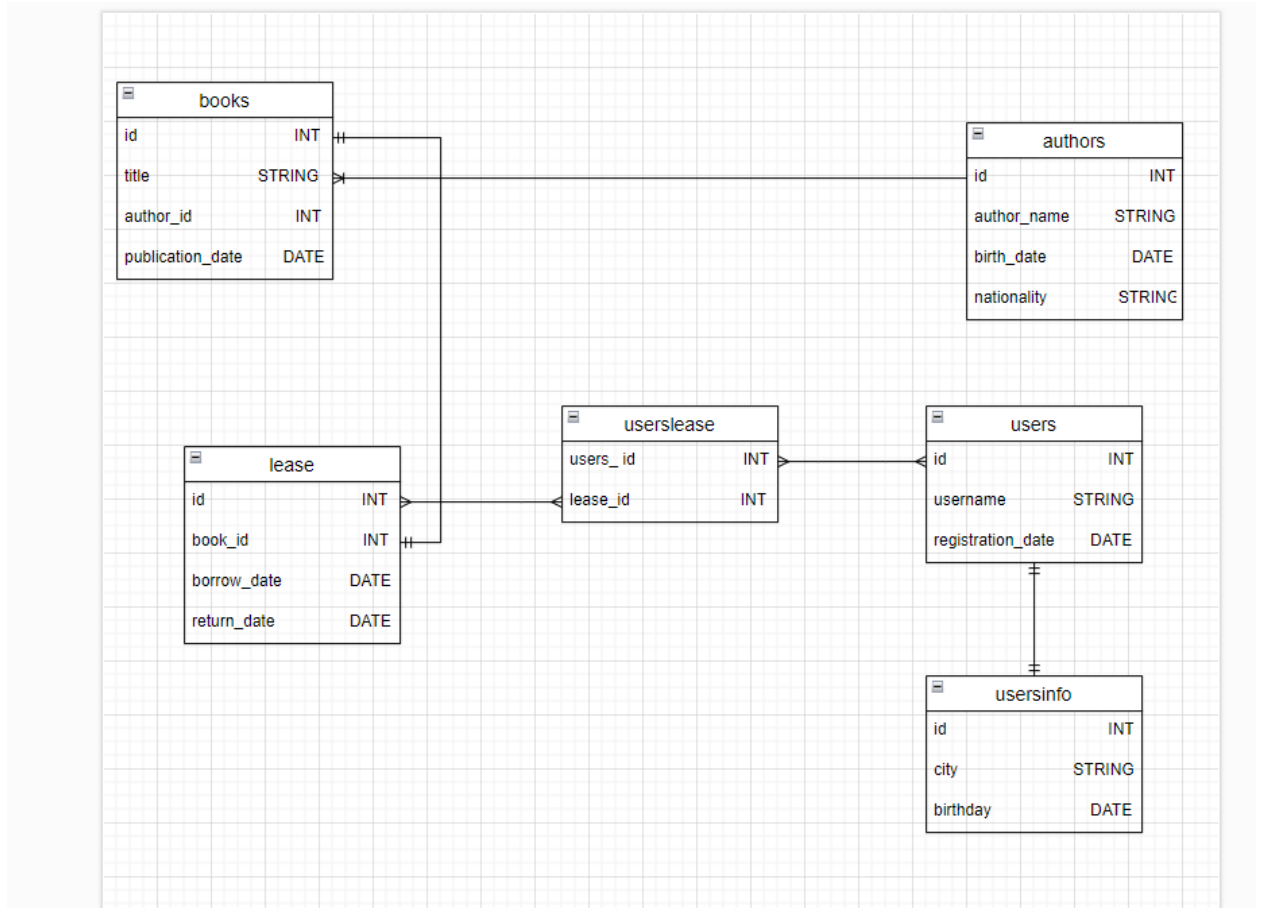 books
id INT
title STRING
author_id INT
publication_date DATE
authors
id INT
author_name STRING
birth_date DATE
nationality STRING
lease
id INT
book_id INT
borrow_date DATE
return_date DATE
userslease
users_ id INT
lease_id INT
users
id INT
username STRING
registration_date DATE
usersinfo
id INT
city STRING
birthday DATE